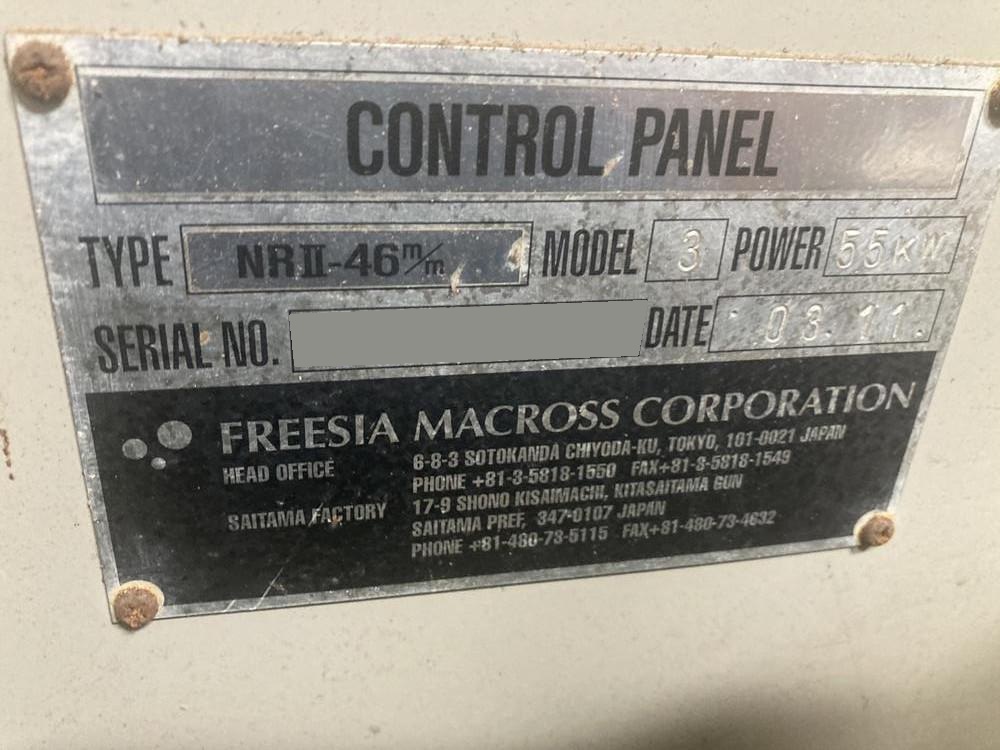 CONTROL PANEL
TYPE NRⅡ-46m/m MODEL 3 POWER 55KW
SERIAL NO. DATE '03.11.
FREESIA MACROSS CORPORATION
HEAD OFFICE 6-8-3 SOTOKANDA CHIYODA-KU, TOKYO, 101-0021 JAPAN
PHONE +81-3-5818-1550 FAX+81-3-5818-1549
SAITAMA FACTORY 17-9 SHONO KISAIMACHI, KITASAITAMA GUN
SAITAMA PREF, 347-0107 JAPAN
PHONE +81-480-73-5115 FAX+81-480-73-4632